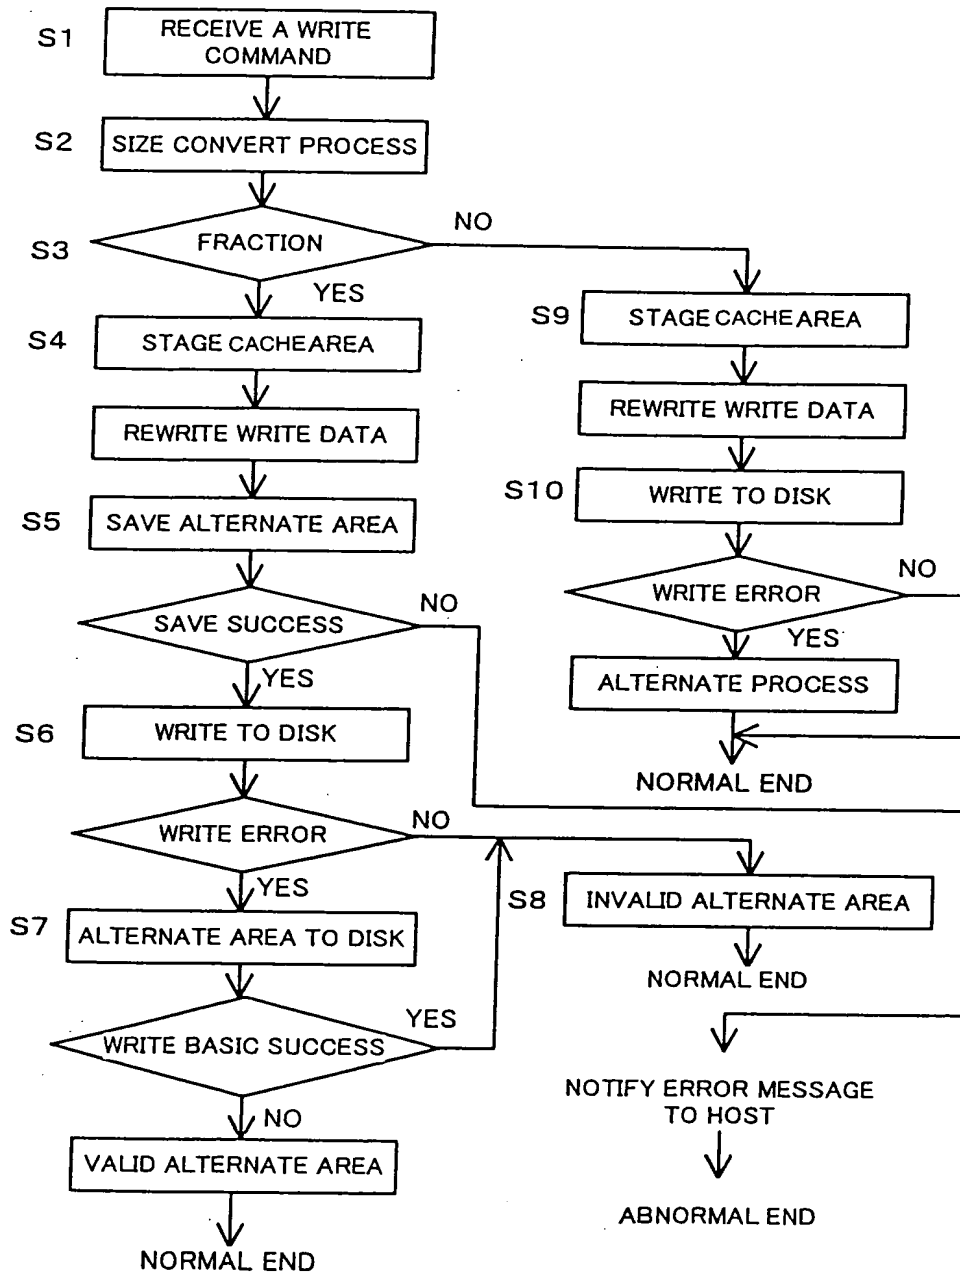 S1
RECEIVE A WRITE
COMMAND
S2
SIZE CONVERT PROCESS
S3
FRACTION
NO
YES
S4
STAGE CACHE AREA
REWRITE WRITE DATA
S5
SAVE ALTERNATE AREA
SAVE SUCCESS
NO
YES
S6
WRITE TO DISK
WRITE ERROR
NO
YES
S7
ALTERNATE AREA TO DISK
WRITE BASIC SUCCESS
YES
NO
VALID ALTERNATE AREA
NORMAL END
S9
STAGE CACHE AREA
REWRITE WRITE DATA
S10
WRITE TO DISK
WRITE ERROR
NO
YES
ALTERNATE PROCESS
NORMAL END
S8
INVALID ALTERNATE AREA
NORMAL END
NOTIFY ERROR MESSAGE
TO HOST
ABNORMAL END